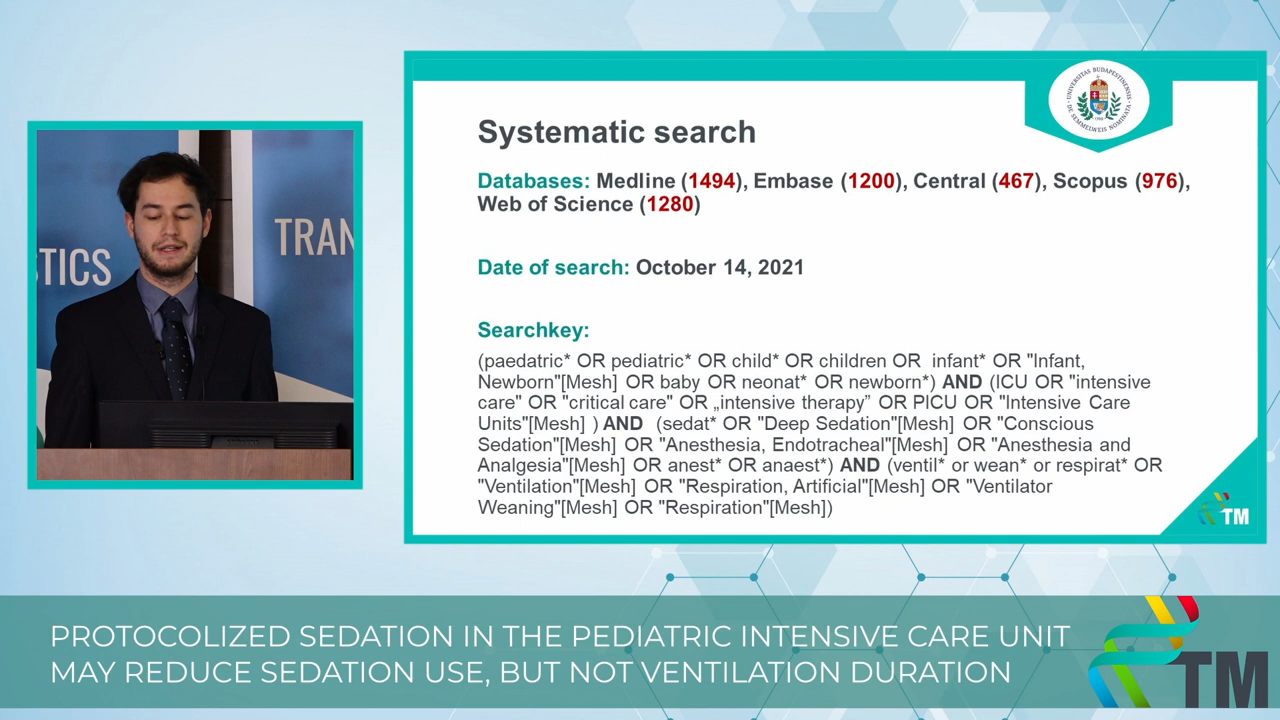 TICS
TRAN
UNIVERSITAS BUDAPESTINENSIS
DE SEMMELWEIS NOMINATA
Systematic search
Databases: Medline (1494), Embase (1200), Central (467), Scopus (976),
Web of Science (1280)
Date of search: October 14, 2021
Searchkey:
(paedatric* OR pediatric* OR child* OR children OR infant* OR "Infant,
Newborn"[Mesh] OR baby OR neonat* OR newborn*) AND (ICU OR "intensive
care" OR "critical care" OR „intensive therapy” OR PICU OR "Intensive Care
Units"[Mesh] ) AND (sedat* OR "Deep Sedation"[Mesh] OR "Conscious
Sedation"[Mesh] OR "Anesthesia, Endotracheal"[Mesh] OR "Anesthesia and
Analgesia"[Mesh] OR anest* OR anaest*) AND (ventil* or wean* or respirat* OR
"Ventilation"[Mesh] OR "Respiration, Artificial"[Mesh] OR "Ventilator
Weaning"[Mesh] OR "Respiration"[Mesh])
TM
PROTOCOLIZED SEDATION IN THE PEDIATRIC INTENSIVE CARE UNIT
MAY REDUCE SEDATION USE, BUT NOT VENTILATION DURATION
TM